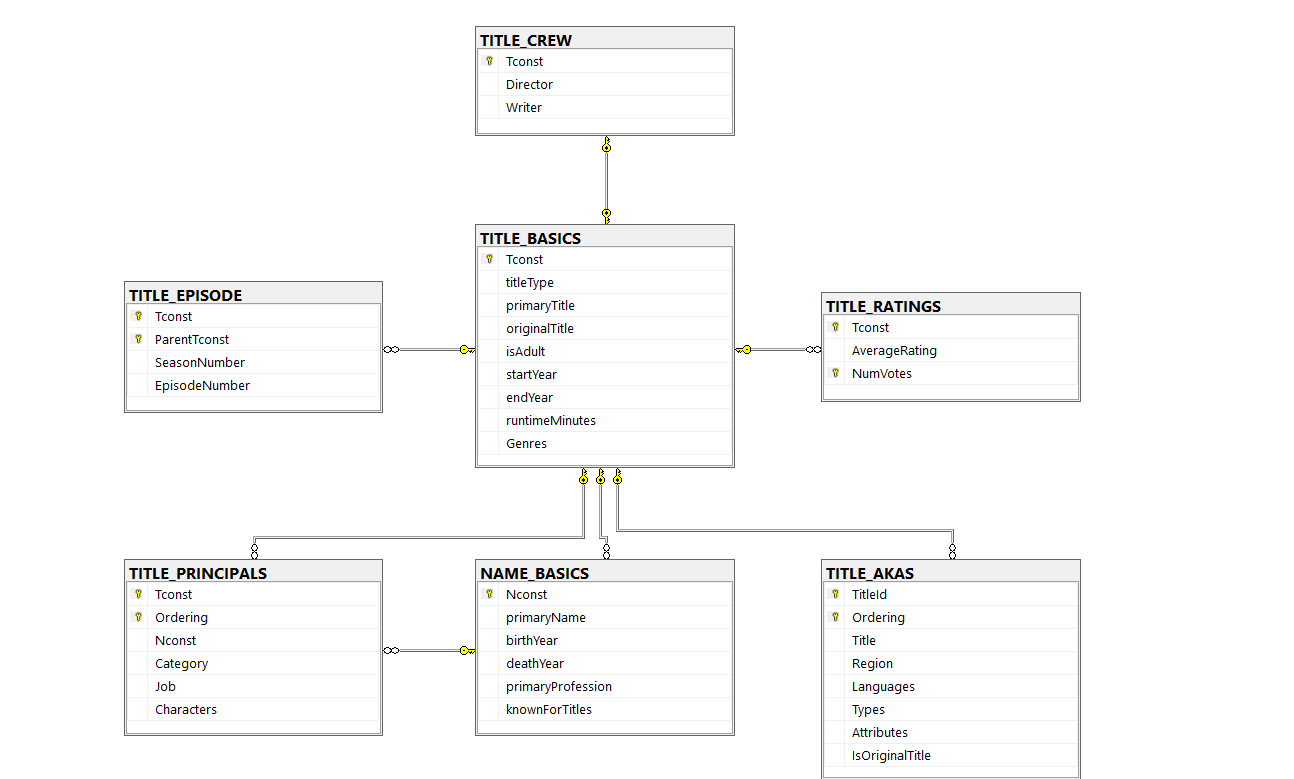 TITLE_CREW
Tconst
Director
Writer
TITLE_BASICS
Tconst
titleType
primaryTitle
originalTitle
isAdult
startYear
endYear
runtimeMinutes
Genres
TITLE_EPISODE
Tconst
ParentTconst
SeasonNumber
EpisodeNumber
TITLE_RATINGS
Tconst
AverageRating
NumVotes
TITLE_PRINCIPALS
Tconst
Ordering
Nconst
Category
Job
Characters
NAME_BASICS
Nconst
primaryName
birthYear
deathYear
primaryProfession
knownForTitles
TITLE_AKAS
TitleId
Ordering
Title
Region
Languages
Types
Attributes
IsOriginalTitle